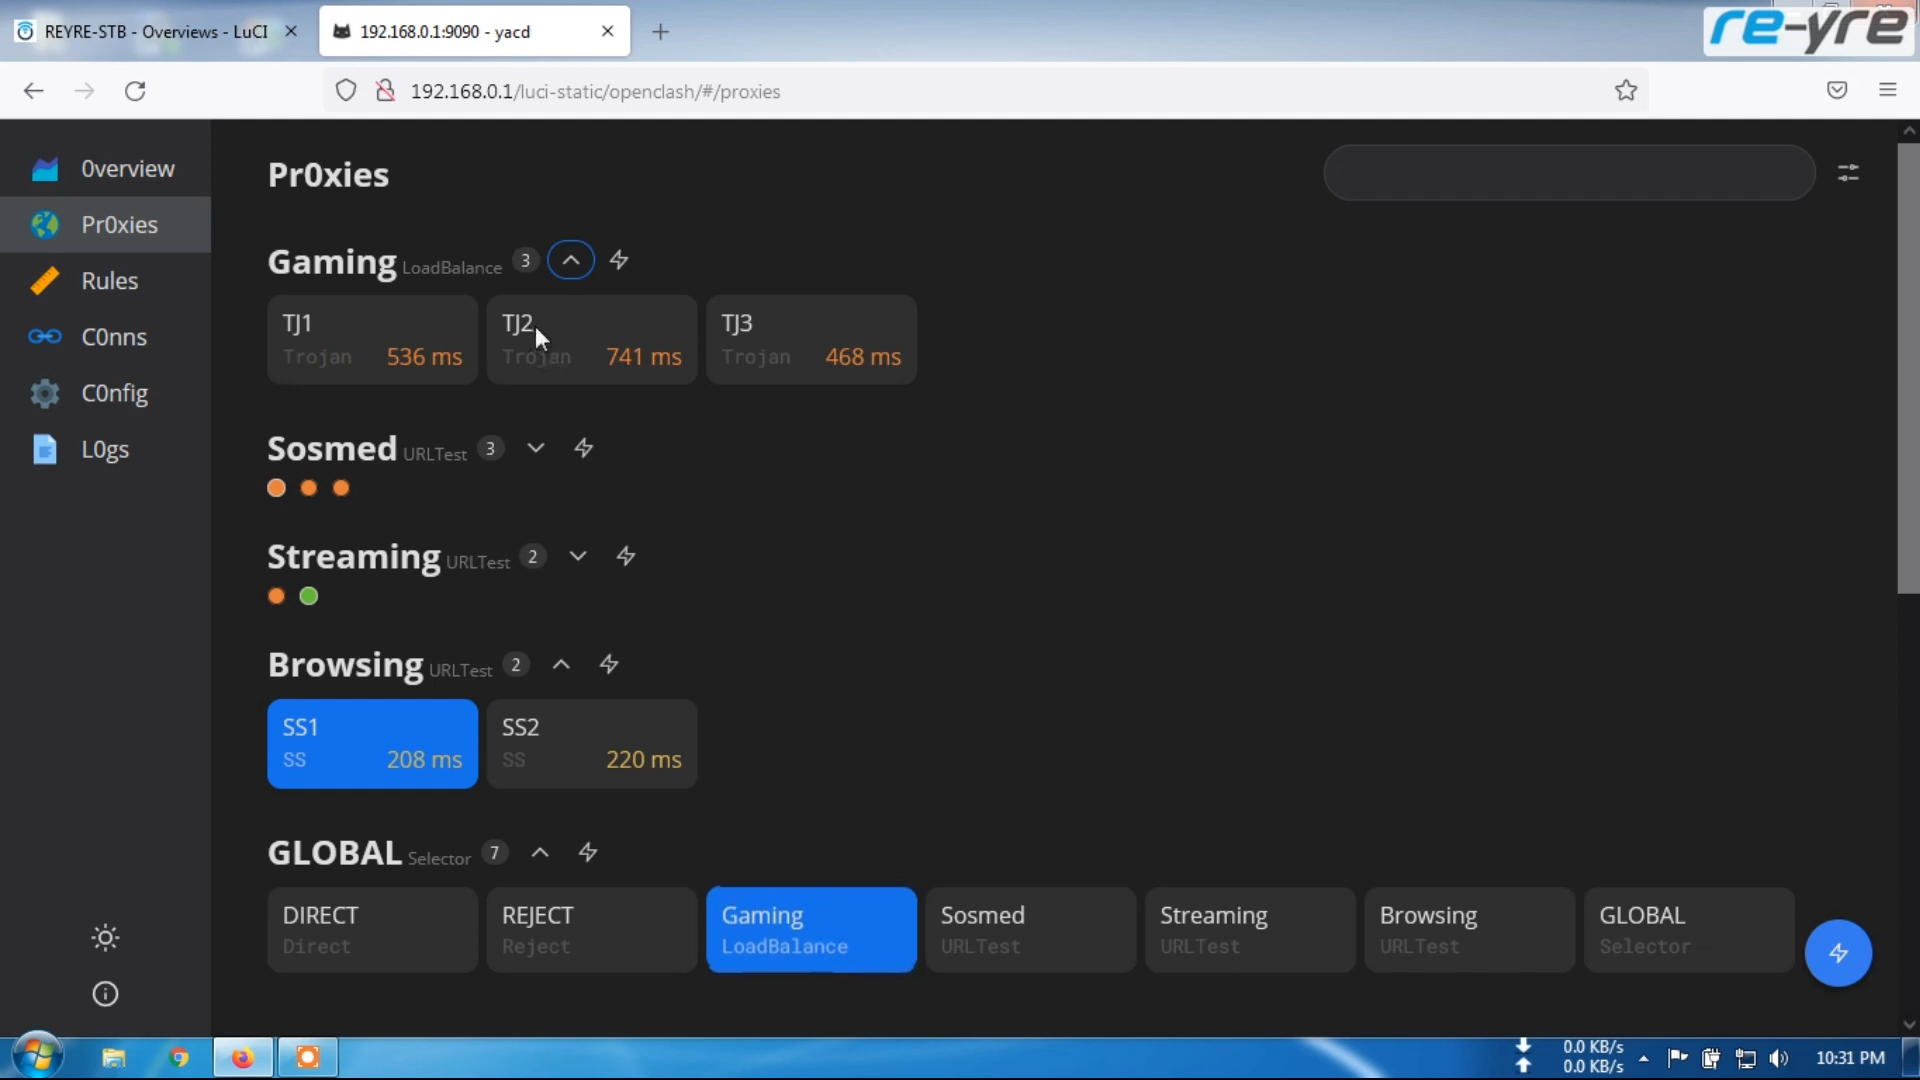 REYRE-STB - Overviews - LuCI
192.168.0.1:9090 - yacd
re-yre
192.168.0.1/luci-static/openclash/#/proxies
0verview
Pr0xies
Rules
C0nns
C0nfig
L0gs
Pr0xies
Gaming LoadBalance 3
TJ1
Trojan 536 ms
TJ2
Trojan 741 ms
TJ3
Trojan 468 ms
Sosmed URLTest 3
Streaming URLTest 2
Browsing URLTest 2
SS1
SS 208 ms
SS2
SS 220 ms
GLOBAL Selector 7
DIRECT
Direct
REJECT
Reject
Gaming
LoadBalance
Sosmed
URLTest
Streaming
URLTest
Browsing
URLTest
GLOBAL
Selector
0.0 KB/s
0.0 KB/s
10:31 PM